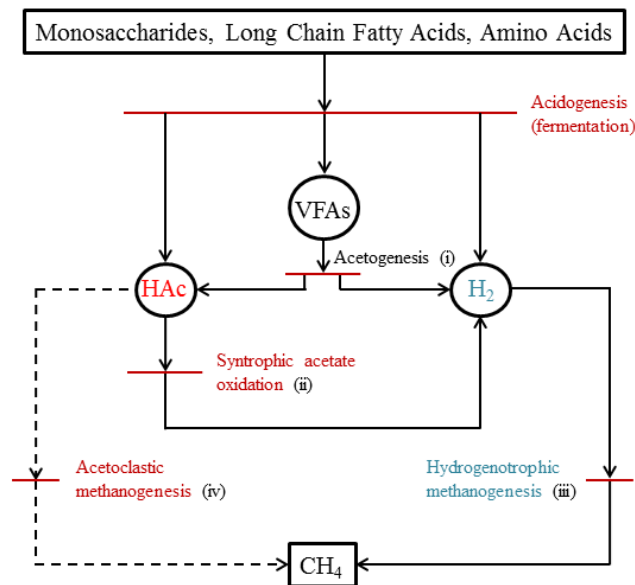 Monosaccharides, Long Chain Fatty Acids, Amino Acids
Acidogenesis
(fermentation)
VFAs
Acetogenesis (i)
HAc
H₂
Syntrophic acetate
oxidation (ii)
Acetoclastic
methanogenesis (iv)
Hydrogenotrophic
methanogenesis (iii)
CH₄